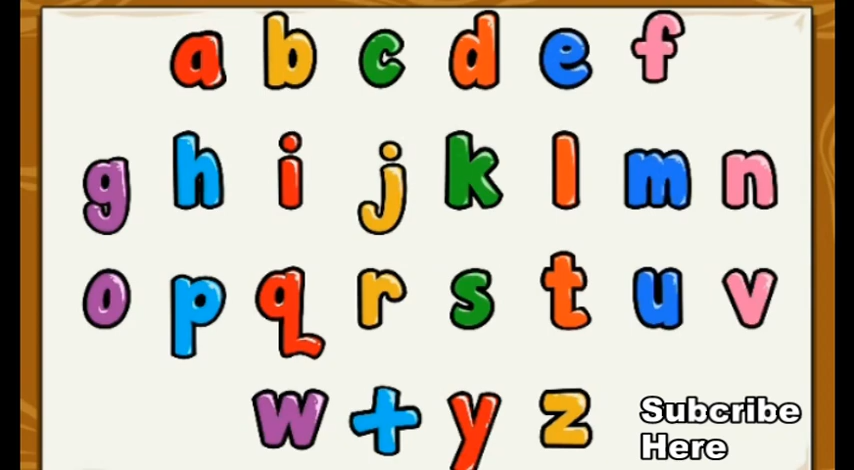 a b c d e f
g h i j k l m n
o p q r s t u v
w + y z
Subcribe
Here